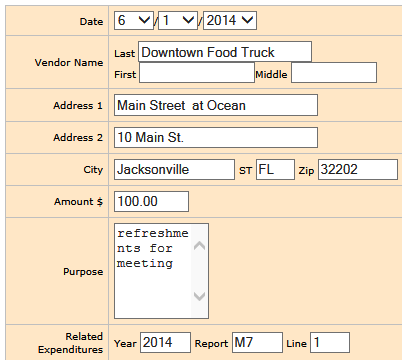 Date 6 / 1 / 2014
Vendor Name Last Downtown Food Truck
First Middle
Address 1 Main Street at Ocean
Address 2 10 Main St.
City Jacksonville ST FL Zip 32202
Amount $ 100.00
Purpose
refreshme
nts for
meeting
Related
Expenditures Year 2014 Report M7 Line 1